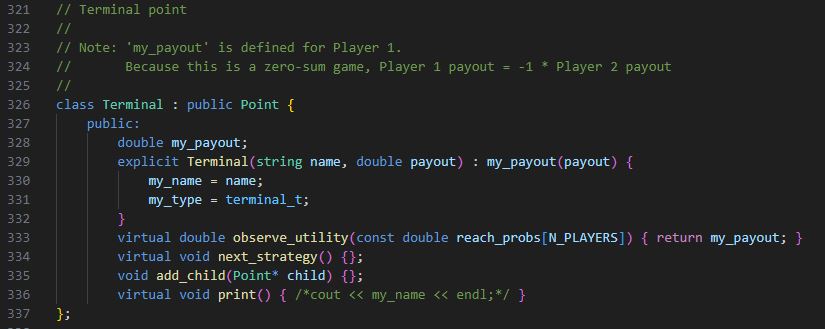 321 // Terminal point
322 //
323 // Note: 'my_payout' is defined for Player 1.
324 //       Because this is a zero-sum game, Player 1 payout = -1 * Player 2 payout
325 //
326 class Terminal : public Point {
327     public:
328         double my_payout;
329         explicit Terminal(string name, double payout) : my_payout(payout) {
330             my_name = name;
331             my_type = terminal_t;
332         }
333         virtual double observe_utility(const double reach_probs[N_PLAYERS]) { return my_payout; }
334         virtual void next_strategy() {};
335         void add_child(Point* child) {};
336         virtual void print() { /*cout << my_name << endl;*/ }
337 };